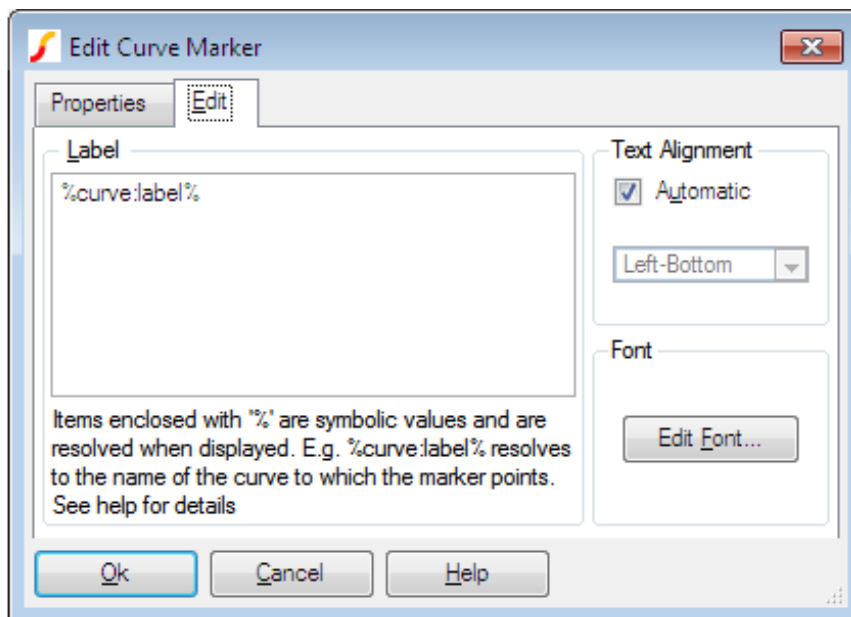 Edit Curve Marker
Properties
Edit
Label
%curve:label%
Items enclosed with '%' are symbolic values and are
resolved when displayed. E.g. %curve:label% resolves
to the name of the curve to which the marker points.
See help for details
Text Alignment
Automatic
Left-Bottom
Font
Edit Font...
Ok
Cancel
Help